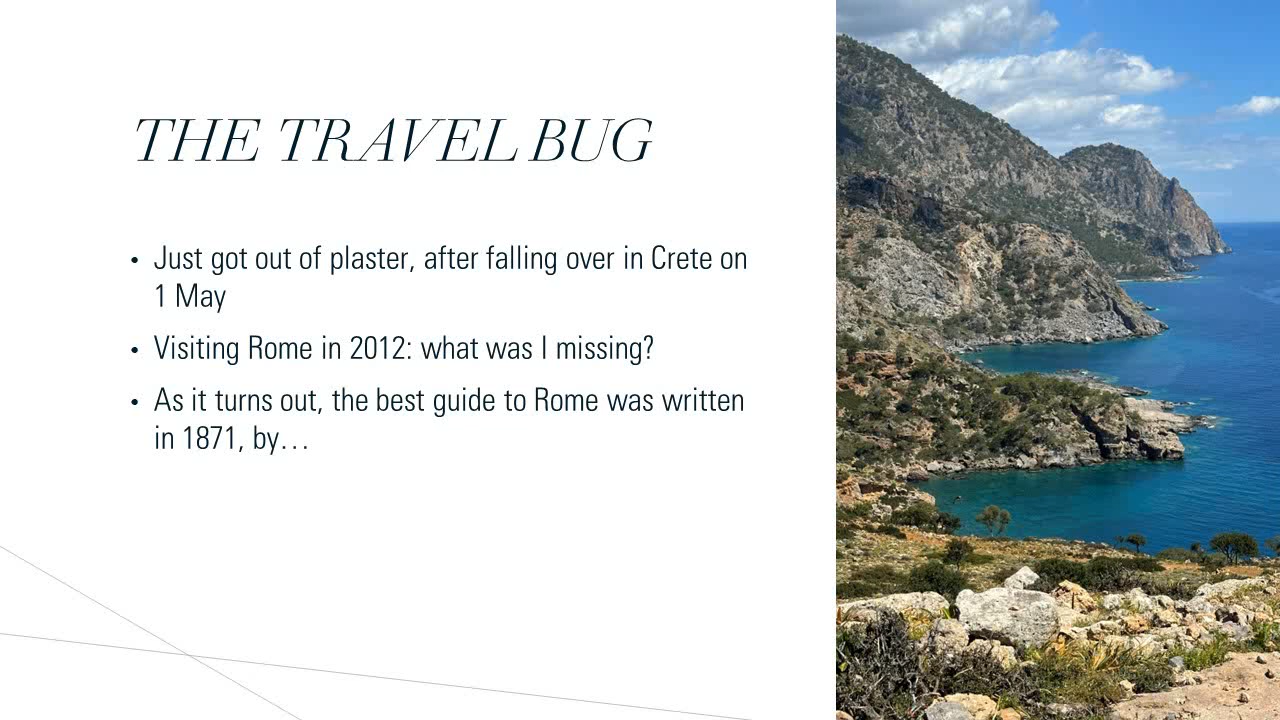 THE TRAVEL BUG
• Just got out of plaster, after falling over in Crete on
1 May
• Visiting Rome in 2012: what was I missing?
• As it turns out, the best guide to Rome was written
in 1871, by…